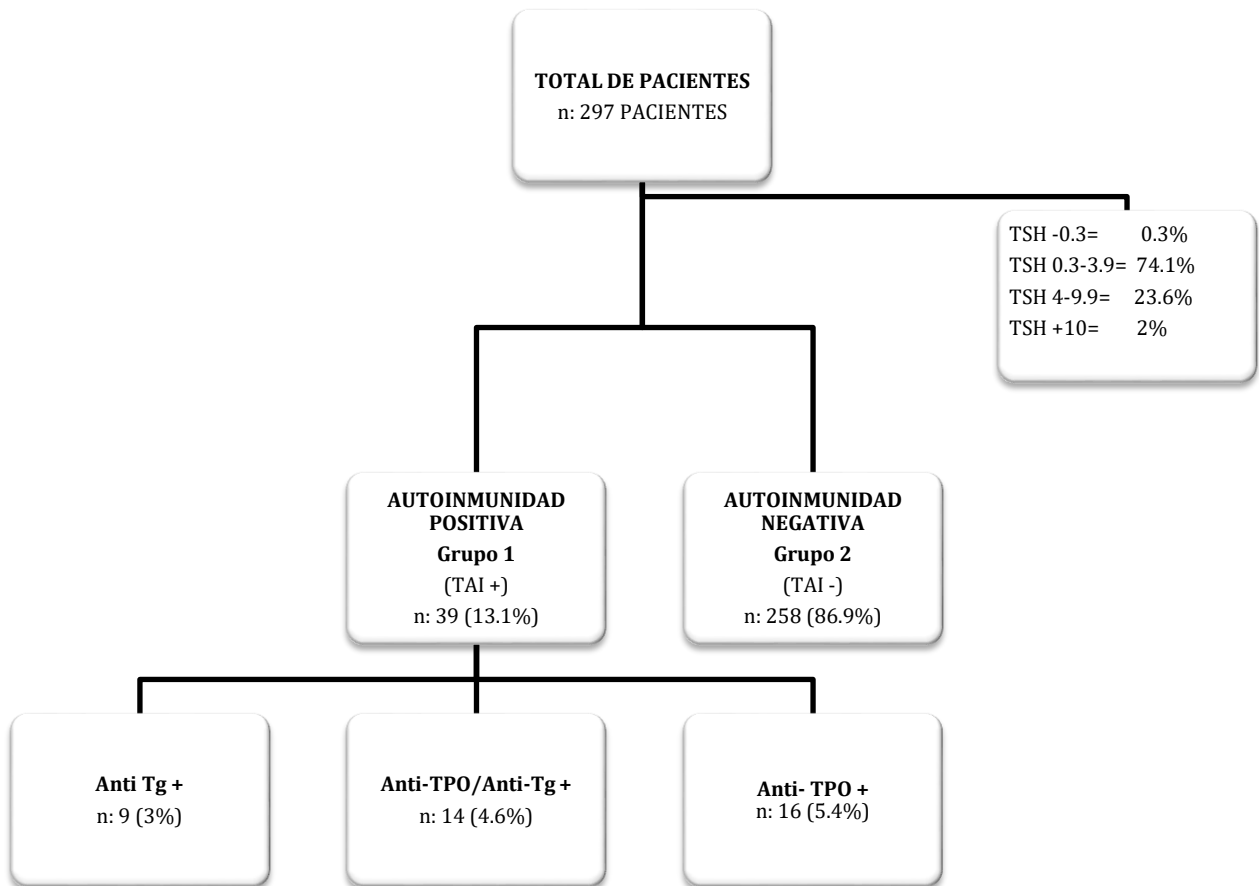 TOTAL DE PACIENTES
n: 297 PACIENTES
TSH -0.3= 0.3%
TSH 0.3-3.9= 74.1%
TSH 4-9.9= 23.6%
TSH +10= 2%
AUTOINMUNIDAD
POSITIVA
Grupo 1
(TAI +)
n: 39 (13.1%)
AUTOINMUNIDAD
NEGATIVA
Grupo 2
(TAI -)
n: 258 (86.9%)
Anti Tg +
n: 9 (3%)
Anti-TPO/Anti-Tg +
n: 14 (4.6%)
Anti- TPO +
n: 16 (5.4%)